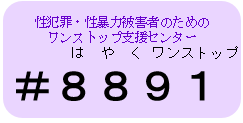 性犯罪・性暴力被害者のための
ワンストップ支援センター
は や く ワンストップ
#８８９１